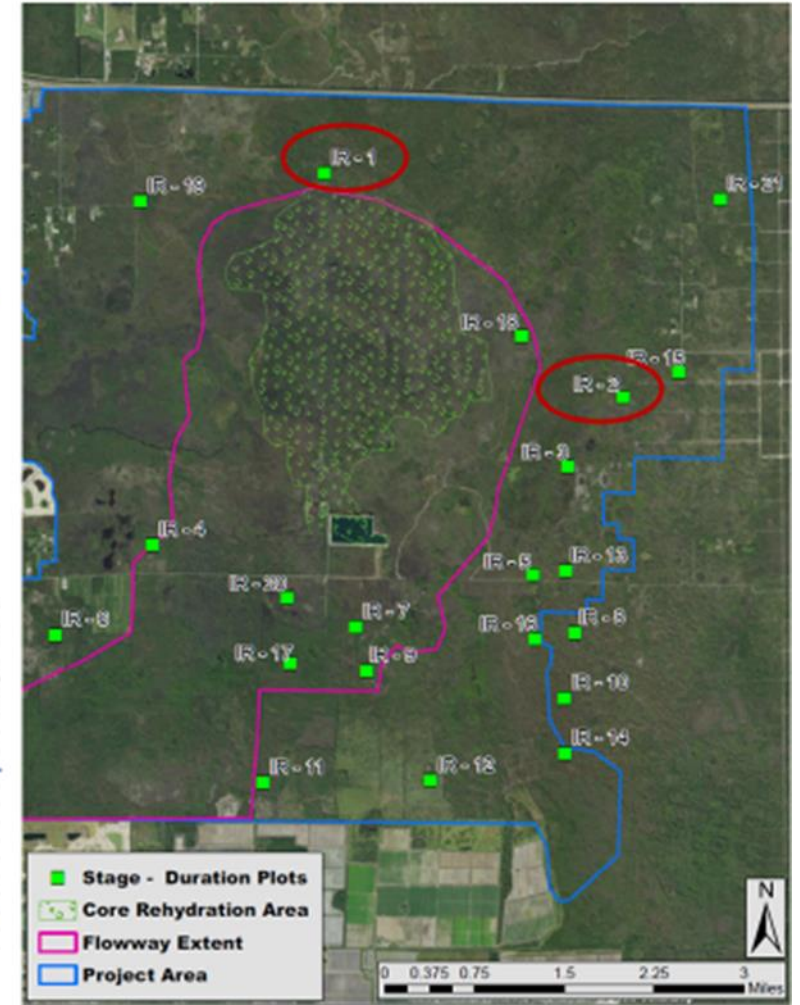 IR - 1
IR - 19
IR - 21
IR - 18
IR - 15
IR - 2
IR - 3
IR - 4
IR - 5
IR - 13
IR - 20
IR - 7
IR - 6
IR - 16
IR - 8
IR - 17
IR - 9
IR - 10
IR - 14
IR - 11
IR - 12
Stage - Duration Plots
Core Rehydration Area
Flowway Extent
Project Area
N
0 0.375 0.75 1.5 2.25 3
Miles